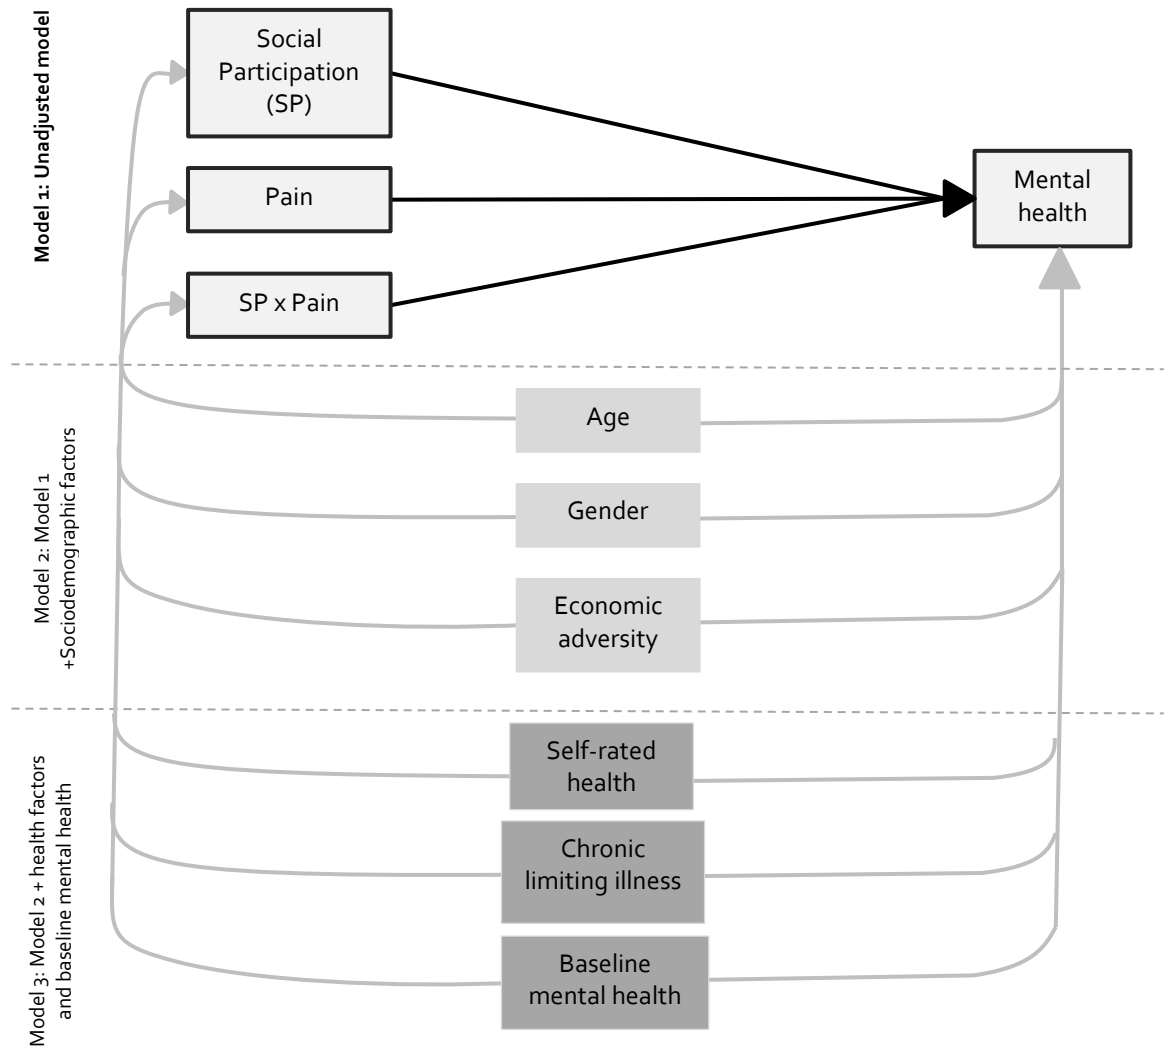 Model 1: Unadjusted model
Social
Participation
(SP)
Pain
SP x Pain
Mental
health
Model 2: Model 1
+Sociodemographic factors
Age
Gender
Economic
adversity
Model 3: Model 2 + health factors
and baseline mental health
Self-rated
health
Chronic
limiting illness
Baseline
mental health